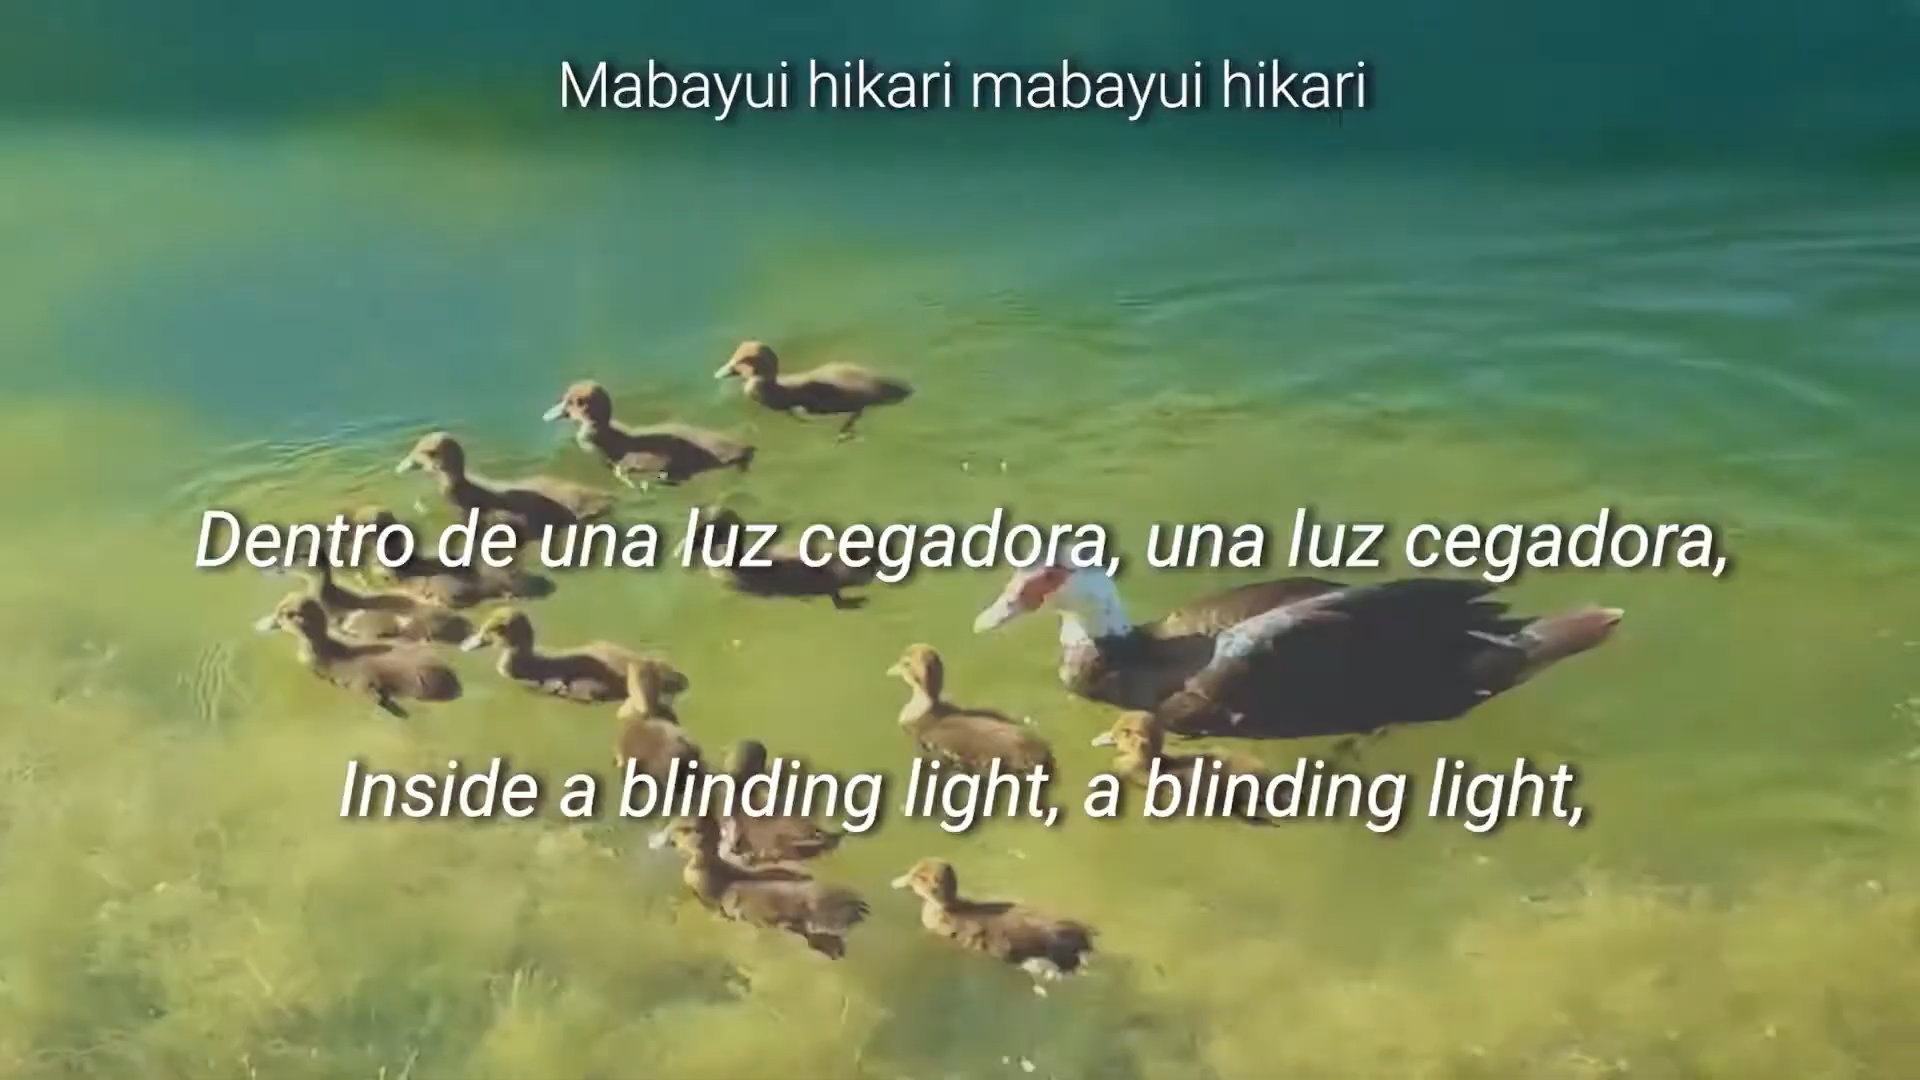 Mabayui hikari mabayui hikari
Dentro de una luz cegadora, una luz cegadora,
Inside a blinding light, a blinding light,